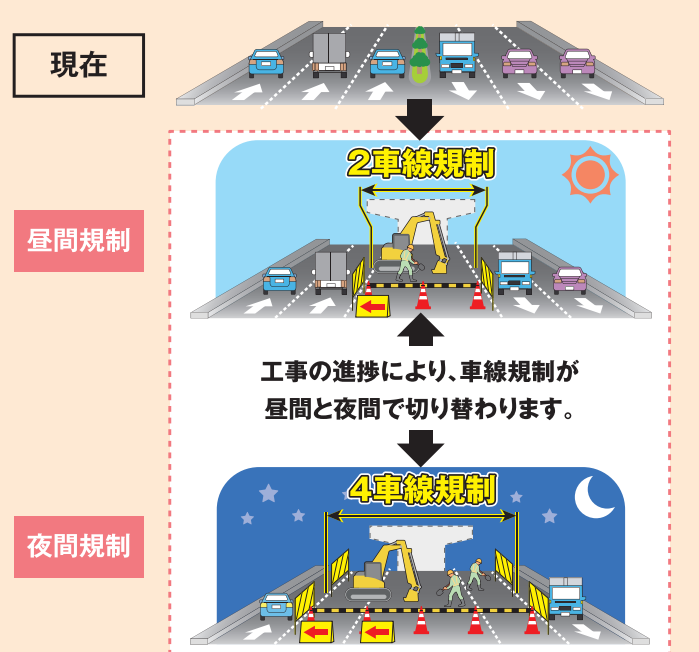 現在
2車線規制
昼間規制
工事の進捗により、車線規制が
昼間と夜間で切り替わります。
4車線規制
夜間規制